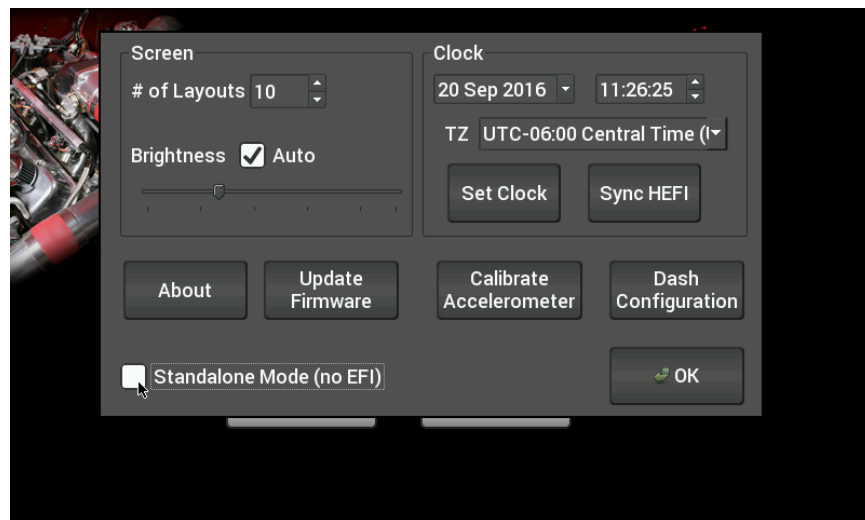 Screen
# of Layouts 10
Brightness Auto
Clock
20 Sep 2016 11:26:25
TZ UTC-06:00 Central Time (
Set Clock
Sync HEFI
About
Update
Firmware
Calibrate
Accelerometer
Dash
Configuration
Standalone Mode (no EFI)
OK